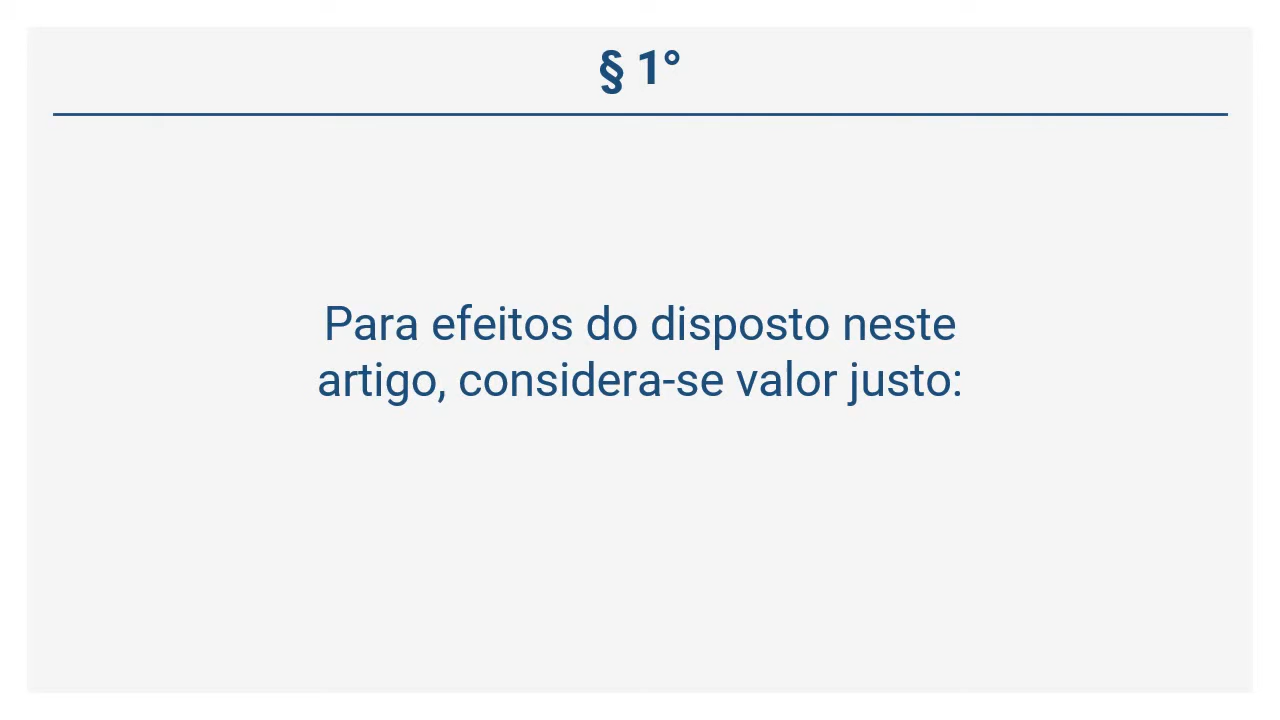 § 1°
Para efeitos do disposto neste
artigo, considera-se valor justo: